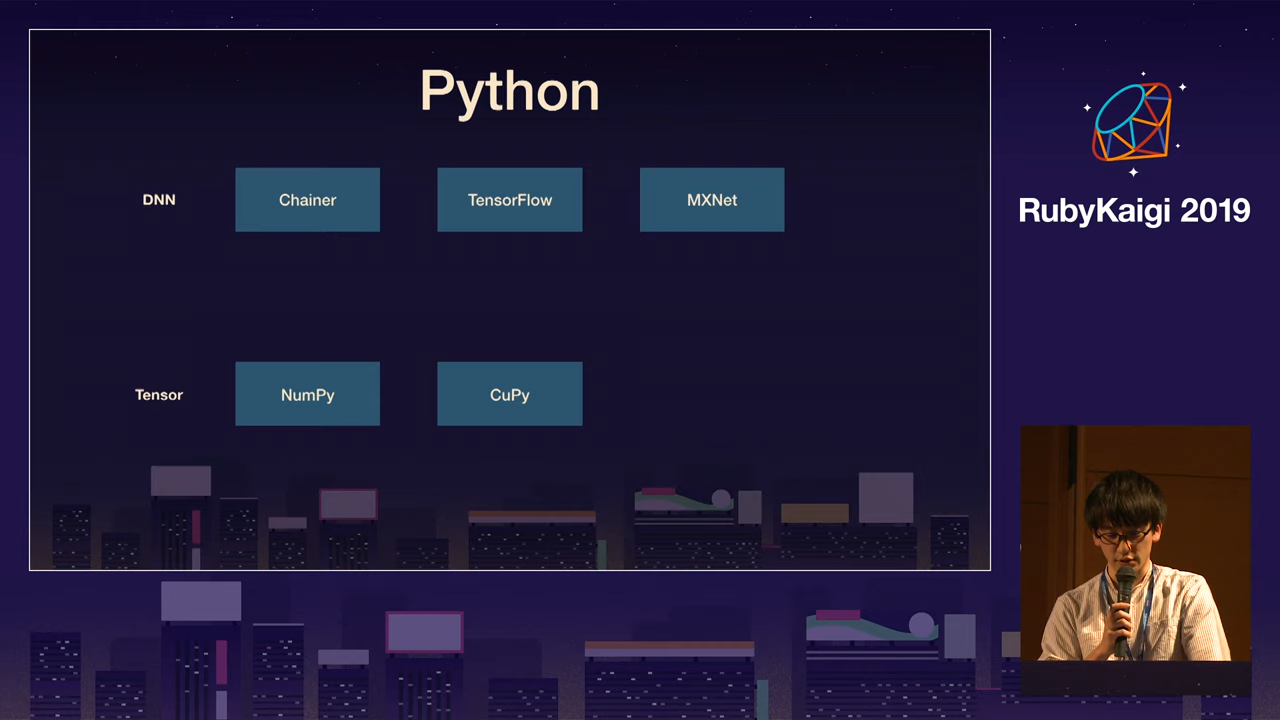 Python
DNN
Chainer
TensorFlow
MXNet
Tensor
NumPy
CuPy
RubyKaigi 2019